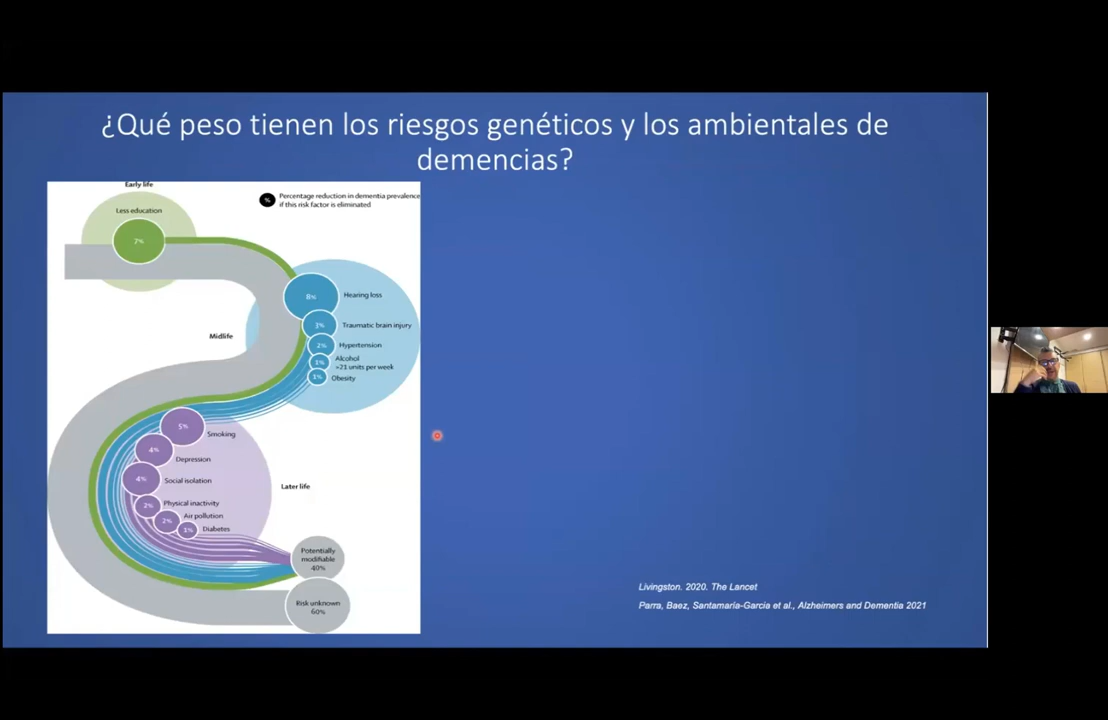 ¿Qué peso tienen los riesgos genéticos y los ambientales de
demencias?
Early life
% Percentage reduction in dementia prevalence
if this risk factor is eliminated
Less education
7%
8% Hearing loss
3% Traumatic brain injury
Midlife
2% Hypertension
1% Alcohol
>21 units per week
1% Obesity
5% Smoking
4% Depression
4% Social isolation
Later life
2% Physical inactivity
2% Air pollution
1% Diabetes
Potentially
modifiable
40%
Risk unknown
60%
Livingston. 2020. The Lancet
Parra, Baez, Santamaria-Garcia et al., Alzheimers and Dementia 2021